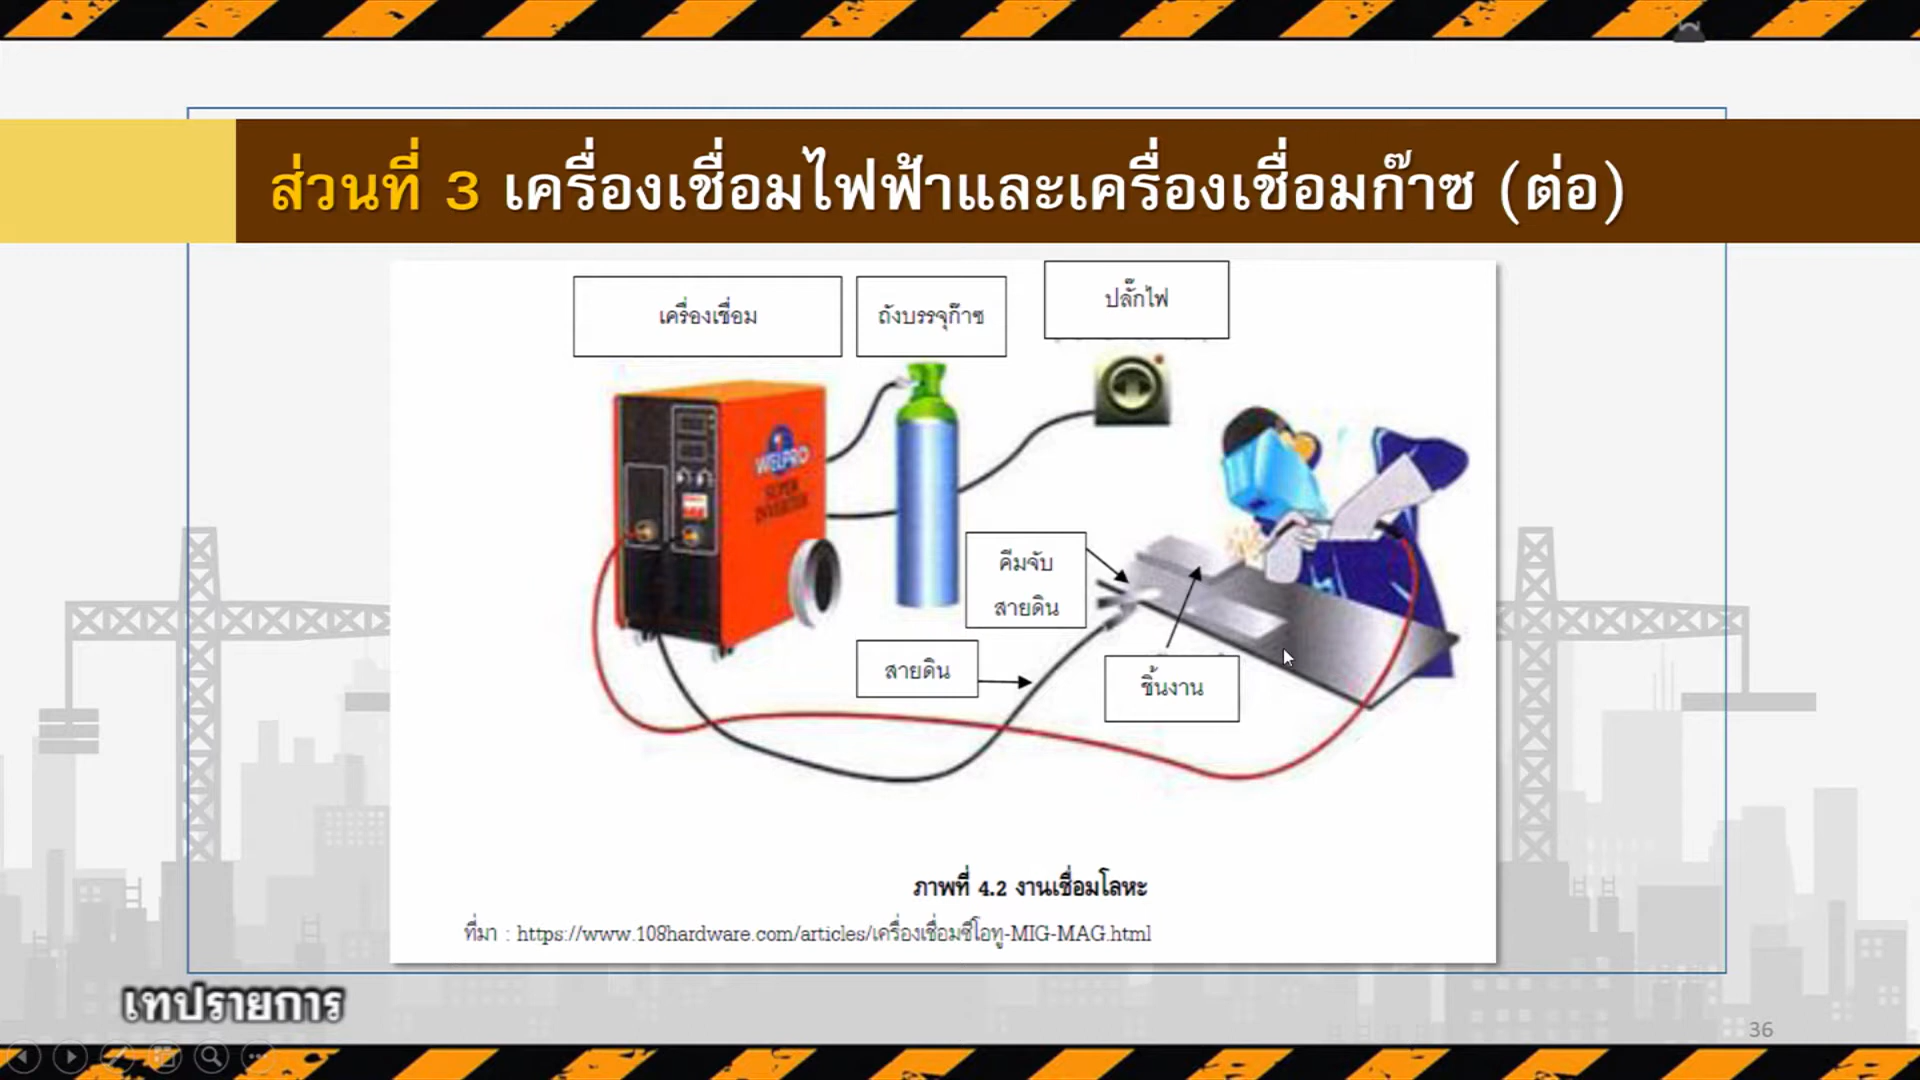 ส่วนที่ 3 เครื่องเชื่อมไฟฟ้าและเครื่องเชื่อมก๊าซ (ต่อ)
เครื่องเชื่อม
ถังบรรจุก๊าซ
ปลั๊กไฟ
WELPRO
SUPER
INVERTER
คีมจับ
สายดิน
สายดิน
ชิ้นงาน
ภาพที่ 4.2 งานเชื่อมโลหะ
ที่มา : https://www.108hardware.com/articles/เครื่องเชื่อมซีโอทู-MIG-MAG.html
เทปรายการ
36